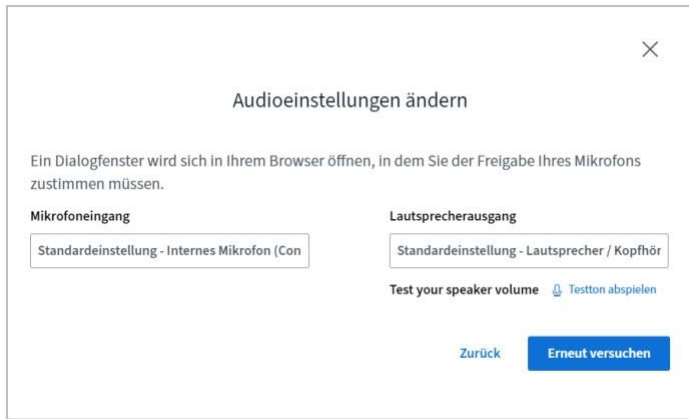 Audioeinstellungen ändern
Ein Dialogfenster wird sich in Ihrem Browser öffnen, in dem Sie der Freigabe Ihres Mikrofons
zustimmen müssen.
Mikrofoneingang
Standardeinstellung - Internes Mikrofon (Con
Lautsprecherausgang
Standardeinstellung - Lautsprecher / Kopfhör
Test your speaker volume Testton abspielen
Zurück
Erneut versuchen